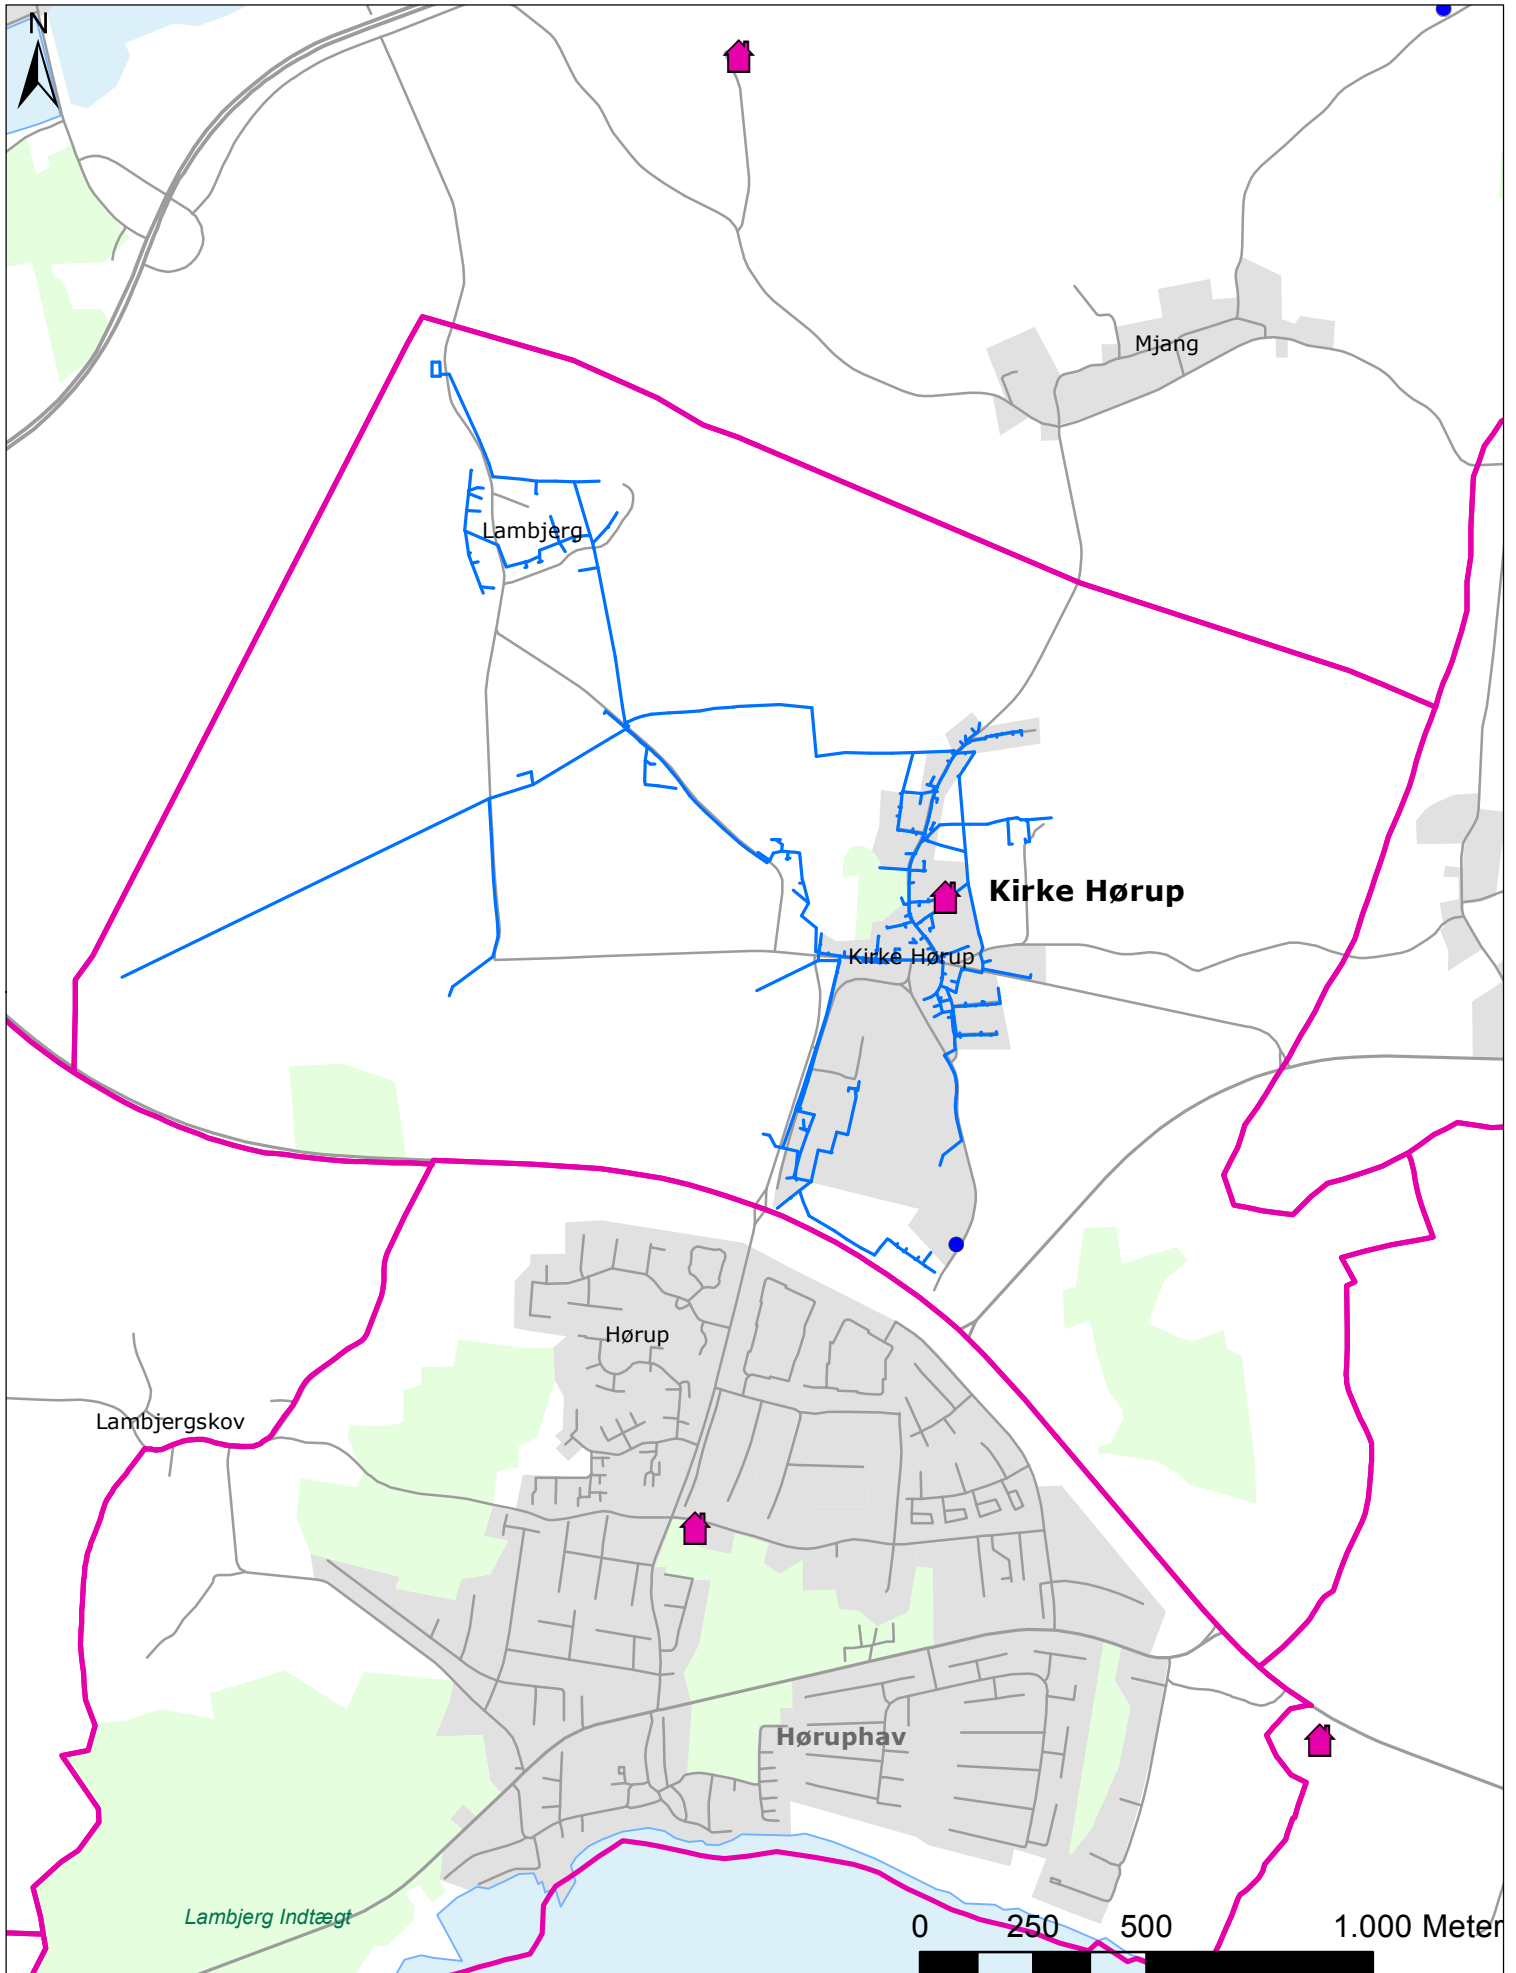 N
Mjang
Lambjerg
Kirke Hørup
Kirke Hørup
Hørup
Lambjergskov
Høruphav
Lambjerg Indtægt
0 250 500 1.000 Meter